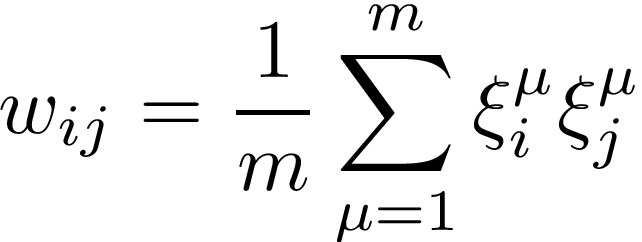 w_{ij} = \frac{1}{m} \sum_{\mu=1}^{m} \xi_i^\mu \xi_j^\mu